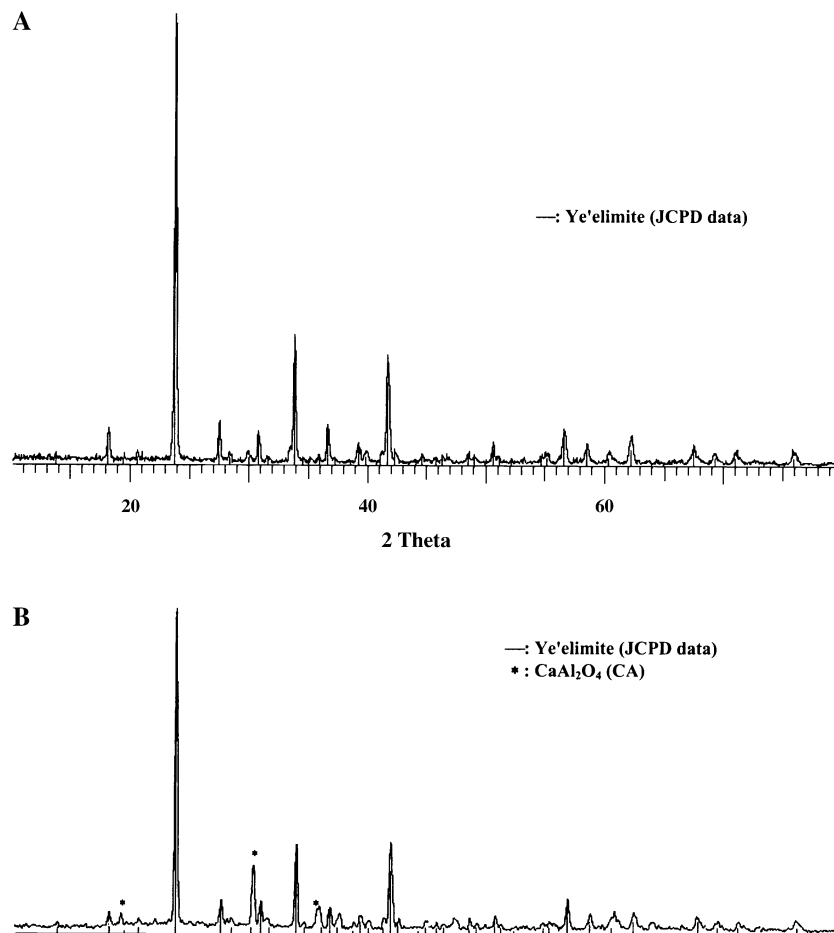 A
—: Ye'elimite (JCPD data)
20 40 60
2 Theta
B
—: Ye'elimite (JCPD data)
* : CaAl₂O₄ (CA)
*
*
*